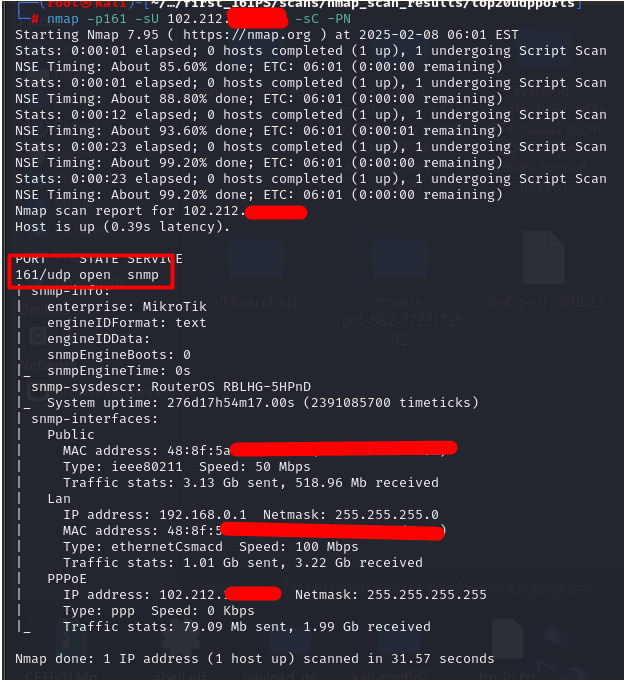 (root㉿kali)-[~/…/first_161PS/scans/nmap_scan_results/top20udpports]
# nmap -p161 -sU 102.212. -sC -PN
Starting Nmap 7.95 ( https://nmap.org ) at 2025-02-08 06:01 EST
Stats: 0:00:01 elapsed; 0 hosts completed (1 up), 1 undergoing Script Scan
NSE Timing: About 85.60% done; ETC: 06:01 (0:00:00 remaining)
Stats: 0:00:01 elapsed; 0 hosts completed (1 up), 1 undergoing Script Scan
NSE Timing: About 88.80% done; ETC: 06:01 (0:00:00 remaining)
Stats: 0:00:12 elapsed; 0 hosts completed (1 up), 1 undergoing Script Scan
NSE Timing: About 93.60% done; ETC: 06:01 (0:00:01 remaining)
Stats: 0:00:23 elapsed; 0 hosts completed (1 up), 1 undergoing Script Scan
NSE Timing: About 99.20% done; ETC: 06:01 (0:00:00 remaining)
Stats: 0:00:23 elapsed; 0 hosts completed (1 up), 1 undergoing Script Scan
NSE Timing: About 99.20% done; ETC: 06:01 (0:00:00 remaining)
Nmap scan report for 102.212.
Host is up (0.39s latency).
PORT STATE SERVICE
161/udp open snmp
| snmp-info:
| enterprise: MikroTik
| engineIDFormat: text
| engineIDData:
| snmpEngineBoots: 0
|_ snmpEngineTime: 0s
| snmp-sysdescr: RouterOS RBLHG-5HPnD
|_ System uptime: 276d17h54m17.00s (2391085700 timeticks)
| snmp-interfaces:
| Public
| MAC address: 48:8f:5a
| Type: ieee80211 Speed: 50 Mbps
| Traffic stats: 3.13 Gb sent, 518.96 Mb received
| Lan
| IP address: 192.168.0.1 Netmask: 255.255.255.0
| MAC address: 48:8f:5
| Type: ethernetCsmacd Speed: 100 Mbps
| Traffic stats: 1.01 Gb sent, 3.22 Gb received
| PPPoE
| IP address: 102.212. Netmask: 255.255.255.255
| Type: ppp Speed: 0 Kbps
|_ Traffic stats: 79.09 Mb sent, 1.99 Gb received
Nmap done: 1 IP address (1 host up) scanned in 31.57 seconds